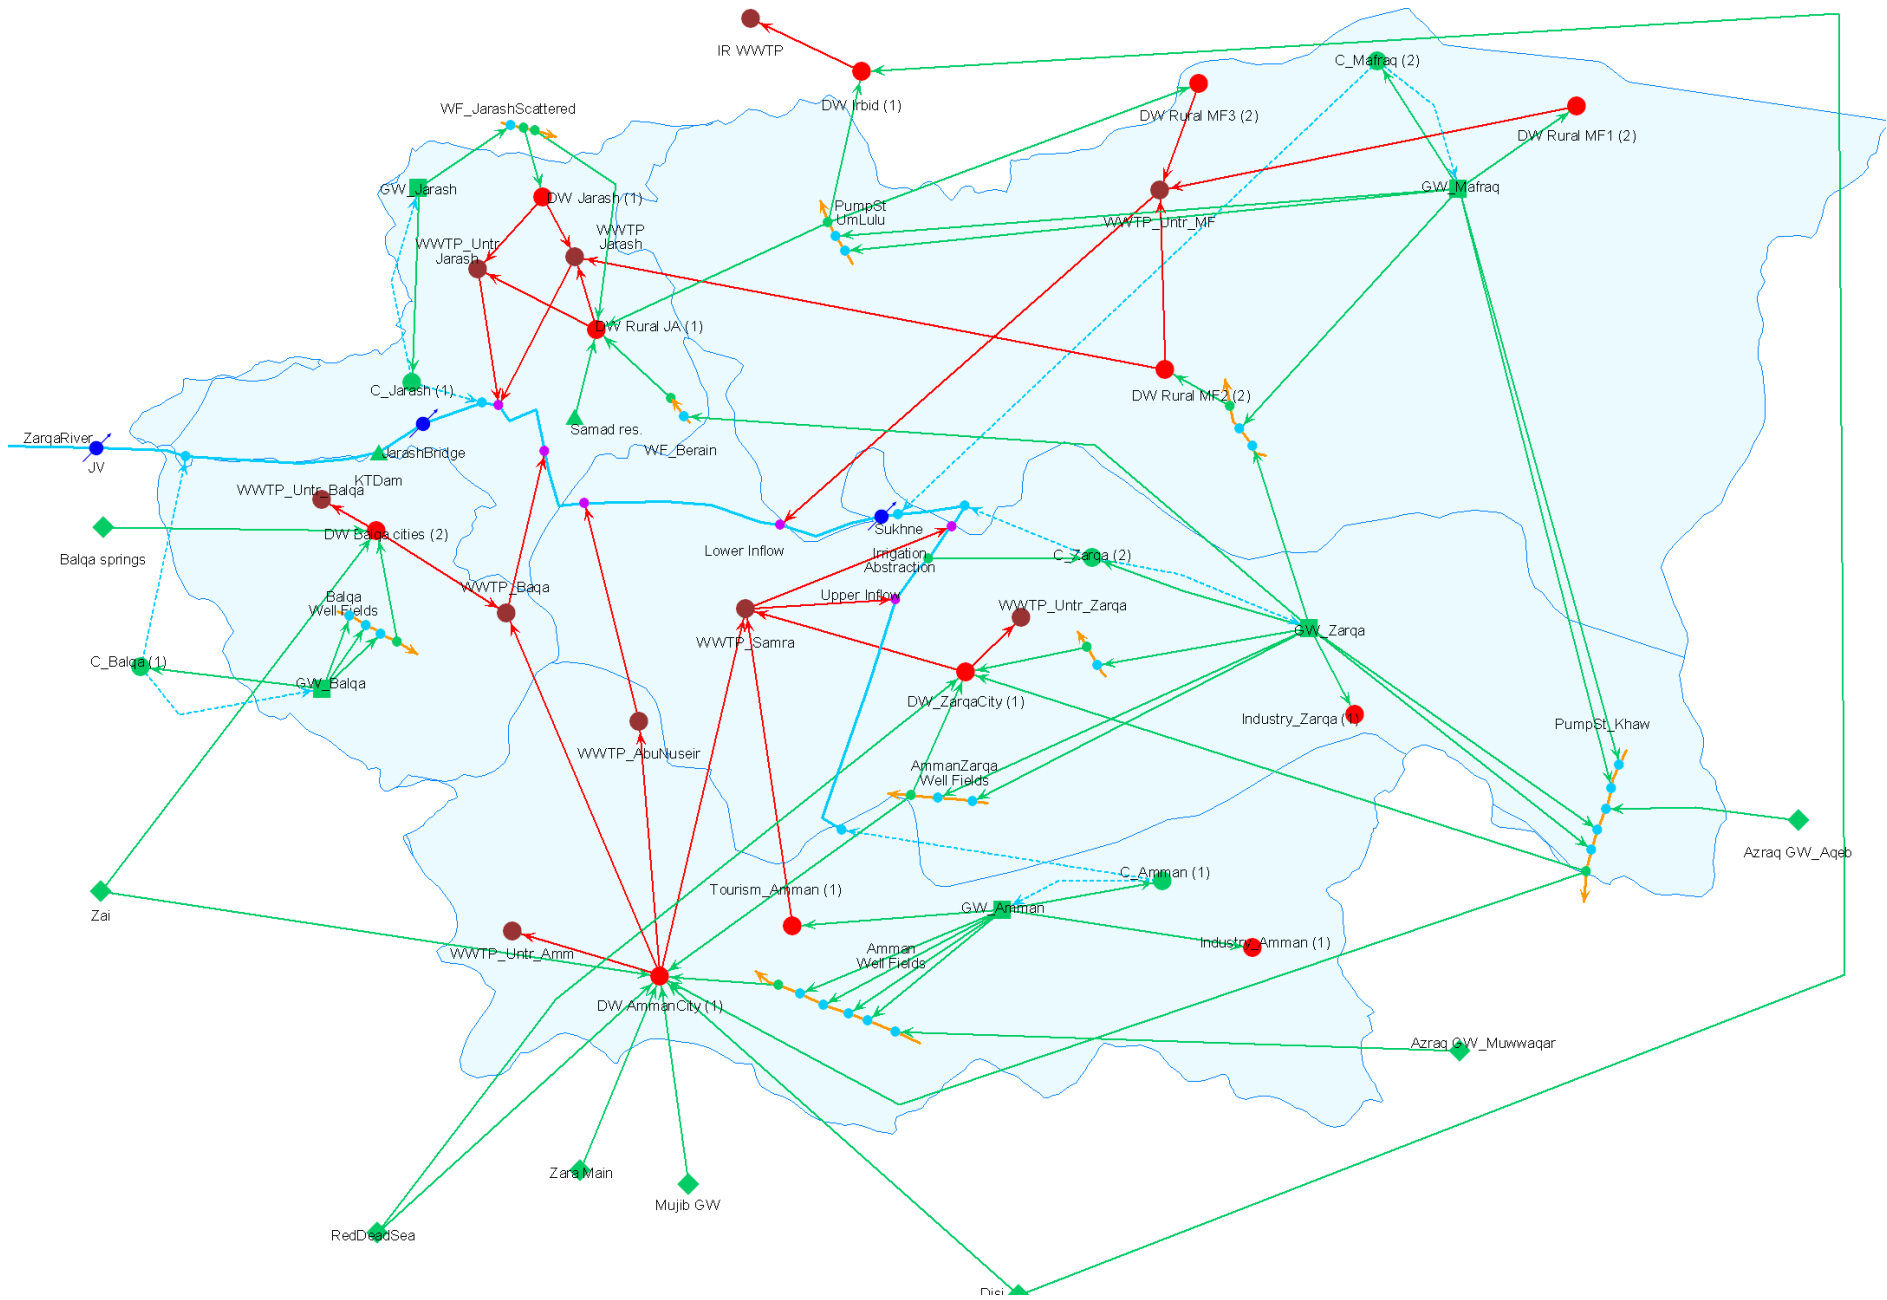 IR WWTP
C_Mafraq (2)
WF_JarashScattered
DW Irbid (1)
DW Rural MF3 (2)
DW Rural MF1 (2)
GW_Jarash
DW Jarash (1)
PumpSt
UmLulu
GW_Mafraq
WWTP_Untr_MF
WWTP
Jarash
WWTP_Untr
Jarash
DW Rural JA (1)
C_Jarash (1)
DW Rural MF2 (2)
Samad res.
WF_Berain
ZarqaRiver
JV
JarashBridge
KTDam
WWTP_Untr_Balqa
DW Balqa cities (2)
Balqa springs
Sukhne
Lower Inflow
Irrigation
Abstraction
C_Zarqa (2)
WWTP_Baqa
Balqa
Well Fields
Upper Inflow
WWTP_Untr_Zarqa
WWTP_Samra
GW_Zarqa
C_Balqa (1)
GW_Balqa
DW_ZarqaCity (1)
Industry_Zarqa (1)
PumpSt_Khaw
WWTP_AbuNuseir
AmmanZarqa
Well Fields
Azraq GW_Aqeb
C_Amman (1)
Tourism_Amman (1)
GW_Amman
Zai
WWTP_Untr_Amm
Amman
Well Fields
Industry_Amman (1)
DW AmmanCity (1)
Azraq GW_Muwwaqar
Zara Main
Mujib GW
RedDeadSea
Disi